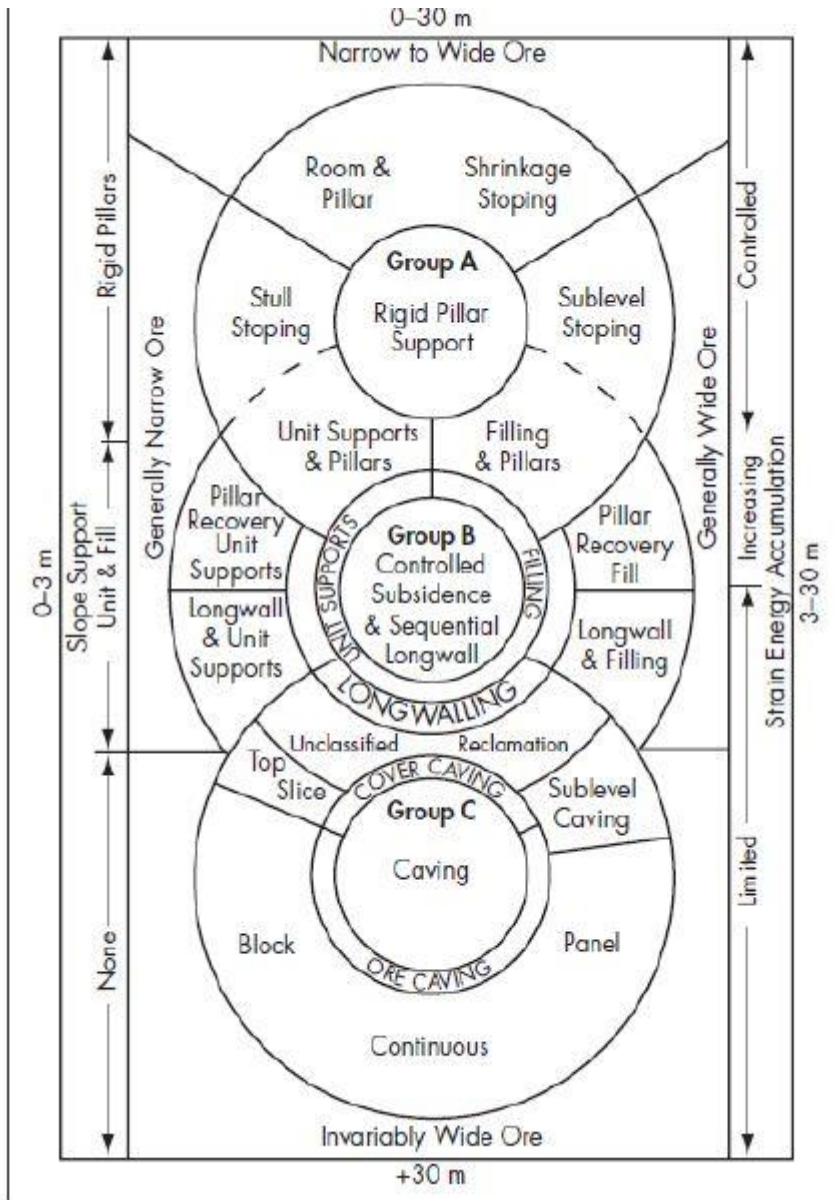 0–30 m
Narrow to Wide Ore
Room &
Pillar
Shrinkage
Stoping
Rigid Pillars
Controlled
Group A
Rigid Pillar
Support
Stull
Stoping
Sublevel
Stoping
Generally Narrow Ore
Generally Wide Ore
Unit Supports
& Pillars
Filling
& Pillars
0–3 m
Slope Support
Unit & Fill
Increasing
Strain Energy Accumulation
3–30 m
Pillar
Recovery
Unit
Supports
UNIT SUPPORTS
Group B
Controlled
Subsidence
& Sequential
Longwall
FILLING
Pillar
Recovery
Fill
Longwall
& Unit
Supports
Longwall
& Filling
LONGWALLING
Unclassified
Reclamation
Top
Slice
COVER CAVING
Sublevel
Caving
Group C
Caving
None
Limited
Block
Panel
ORE CAVING
Continuous
Invariably Wide Ore
+30 m